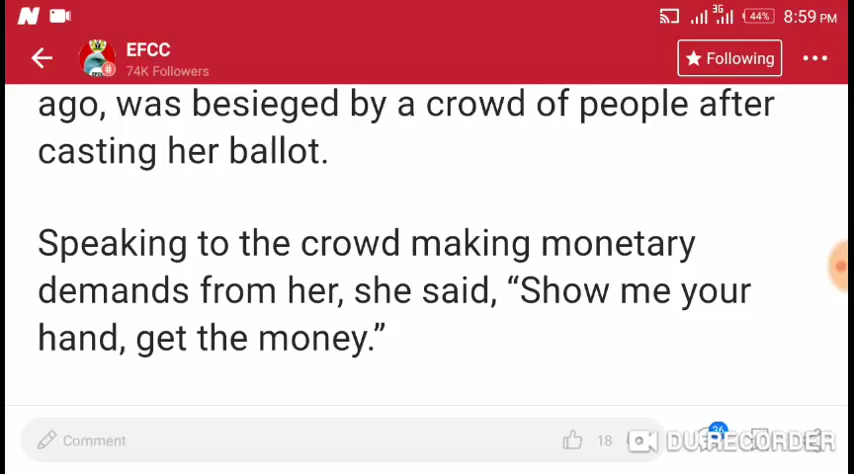 3G
44% 8:59 PM
EFCC
74K Followers
★ Following
ago, was besieged by a crowd of people after
casting her ballot.
Speaking to the crowd making monetary
demands from her, she said, “Show me your
hand, get the money.”
Comment
18
26
DU RECORDER